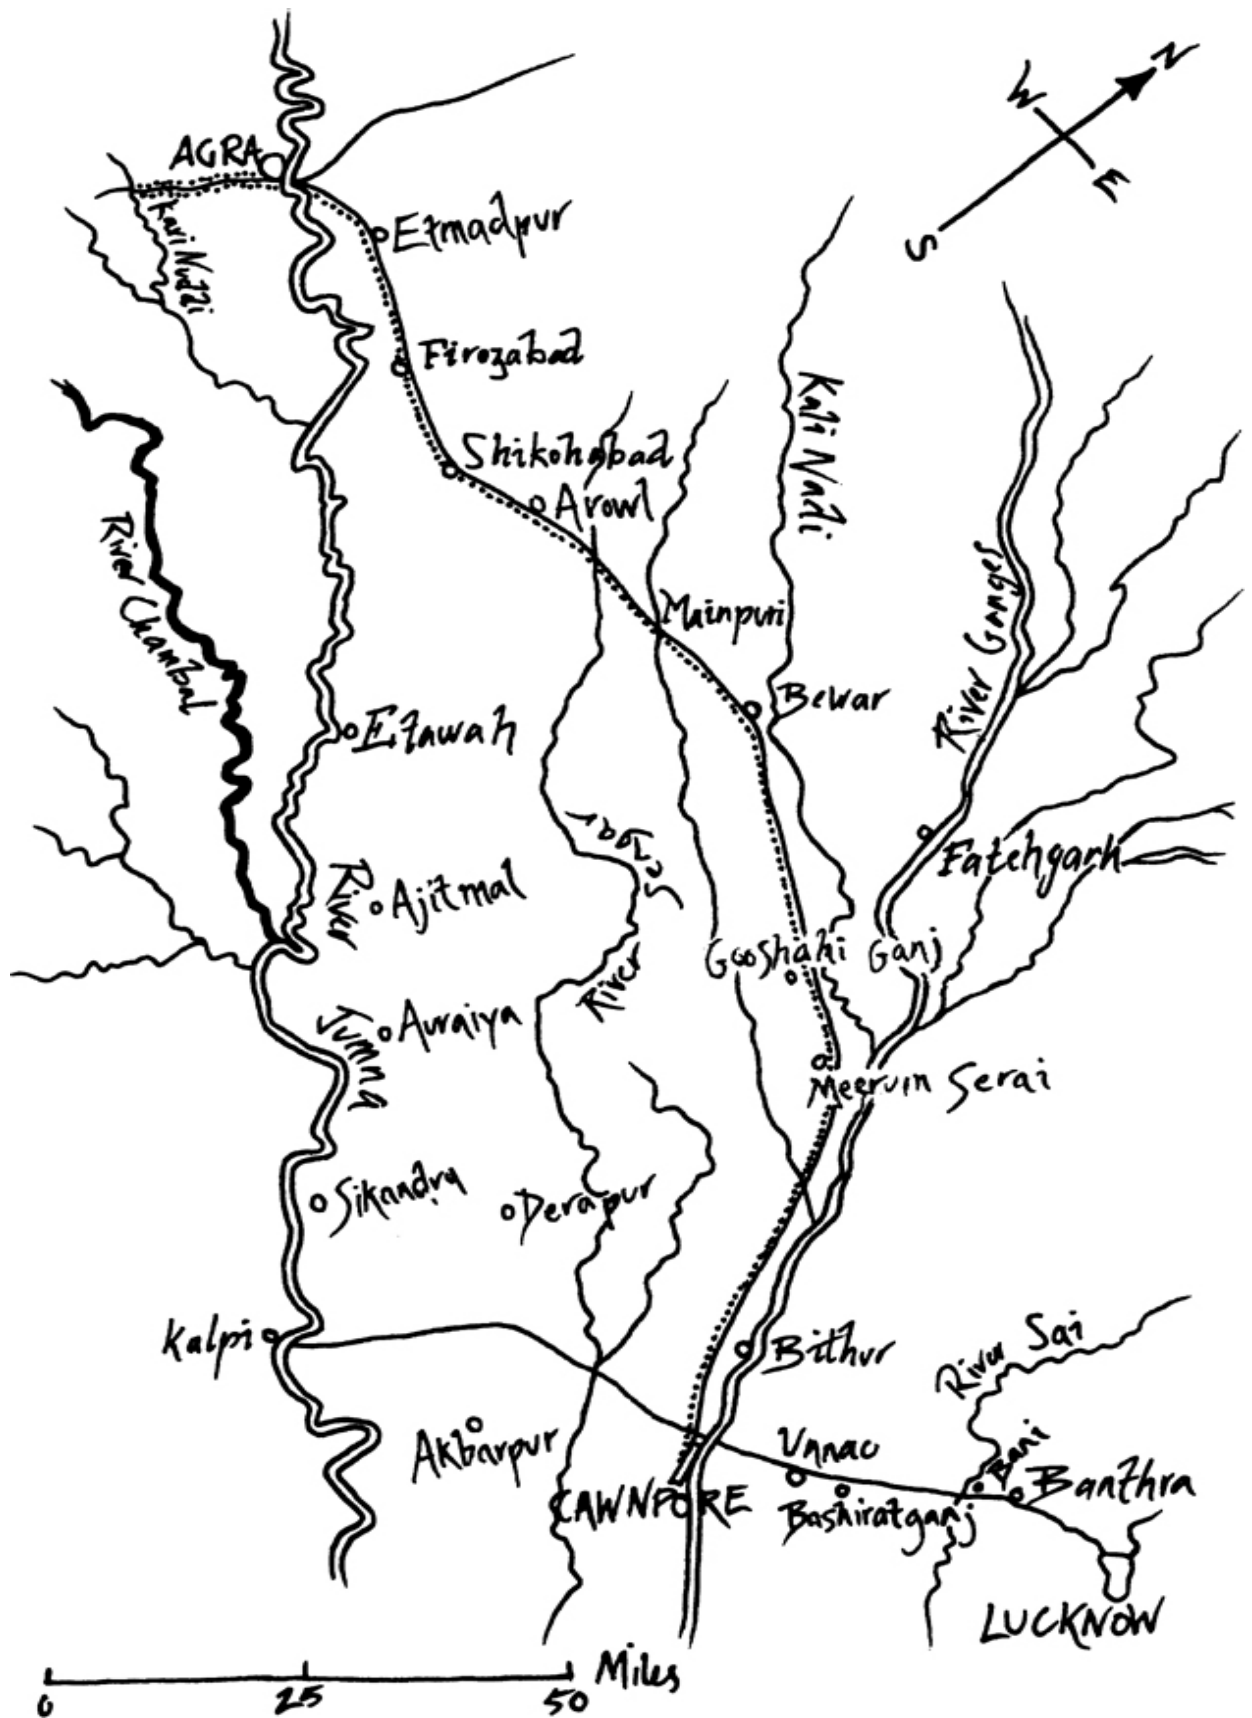 N
W
E
S
AGRA
Etmadpur
Kari Nuddi
Firozabad
Kali Nadi
Shikohabad
Arowl
River Chambal
River Ganges
Mainpuri
Bewar
Etawah
Fatehgarh
River
Jumna
Ajitmal
Gooshahi Ganj
River
Auraiya
Meerun Serai
Sikandra
Derapur
Kalpi
Bithur
River Sai
Akbarpur
Unnao
Bani
Banthra
CAWNPORE
Bashiratganj
LUCKNOW
Miles
0
25
50